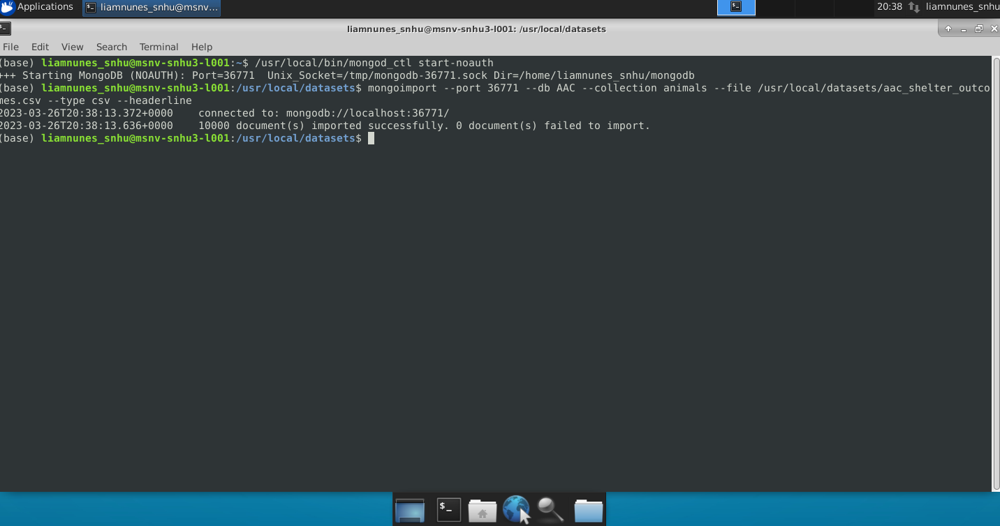 Applications
liamnunes_snhu@msnv...
20:38
liamnunes_snhu
liamnunes_snhu@msnv-snhu3-l001: /usr/local/datasets
File Edit View Search Terminal Help
(base) liamnunes_snhu@msnv-snhu3-l001:~$ /usr/local/bin/mongod_ctl start-noauth
+++ Starting MongoDB (NOAUTH): Port=36771  Unix_Socket=/tmp/mongodb-36771.sock Dir=/home/liamnunes_snhu/mongodb
(base) liamnunes_snhu@msnv-snhu3-l001:/usr/local/datasets$ mongoimport --port 36771 --db AAC --collection animals --file /usr/local/datasets/aac_shelter_outco
mes.csv --type csv --headerline
2023-03-26T20:38:13.372+0000    connected to: mongodb://localhost:36771/
2023-03-26T20:38:13.636+0000    10000 document(s) imported successfully. 0 document(s) failed to import.
(base) liamnunes_snhu@msnv-snhu3-l001:/usr/local/datasets$